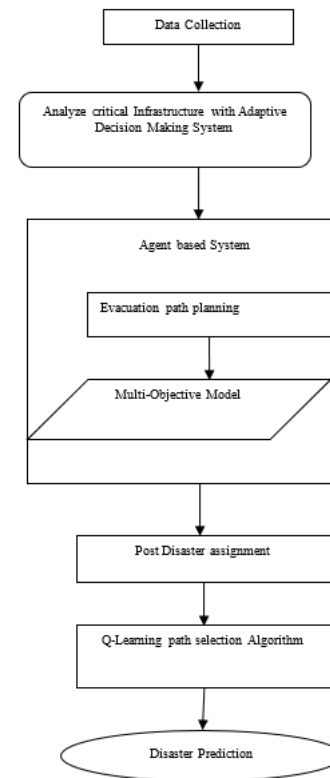 Data Collection
Analyze critical Infrastructure with Adaptive
Decision Making System
Agent based System
Evacuation path planning
Multi-Objective Model
Post Disaster assignment
Q-Learning path selection Algorithm
Disaster Prediction